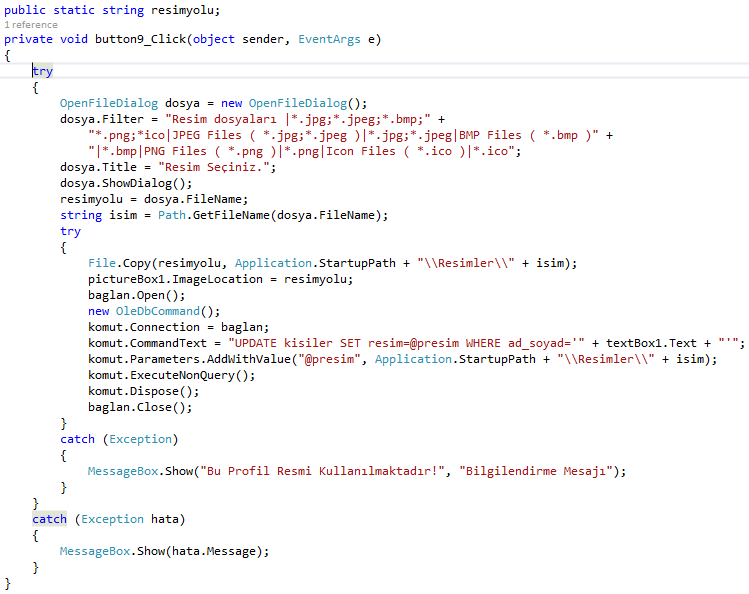 public static string resimyolu;
1 reference
private void button9_Click(object sender, EventArgs e)
{
try
{
OpenFileDialog dosya = new OpenFileDialog();
dosya.Filter = "Resim dosyaları |*.jpg;*.jpeg;*.bmp;" +
"*.png;*ico|JPEG Files ( *.jpg;*.jpeg )|*.jpg;*.jpeg|BMP Files ( *.bmp )" +
"|*.bmp|PNG Files ( *.png )|*.png|Icon Files ( *.ico )|*.ico";
dosya.Title = "Resim Seçiniz.";
dosya.ShowDialog();
resimyolu = dosya.FileName;
string isim = Path.GetFileName(dosya.FileName);
try
{
File.Copy(resimyolu, Application.StartupPath + "\\Resimler\\" + isim);
pictureBox1.ImageLocation = resimyolu;
baglan.Open();
new OleDbCommand();
komut.Connection = baglan;
komut.CommandText = "UPDATE kisiler SET resim=@presim WHERE ad_soyad='" + textBox1.Text + "'";
komut.Parameters.AddWithValue("@presim", Application.StartupPath + "\\Resimler\\" + isim);
komut.ExecuteNonQuery();
komut.Dispose();
baglan.Close();
}
catch (Exception)
{
MessageBox.Show("Bu Profil Resmi Kullanılmaktadır!", "Bilgilendirme Mesajı");
}
}
catch (Exception hata)
{
MessageBox.Show(hata.Message);
}
}